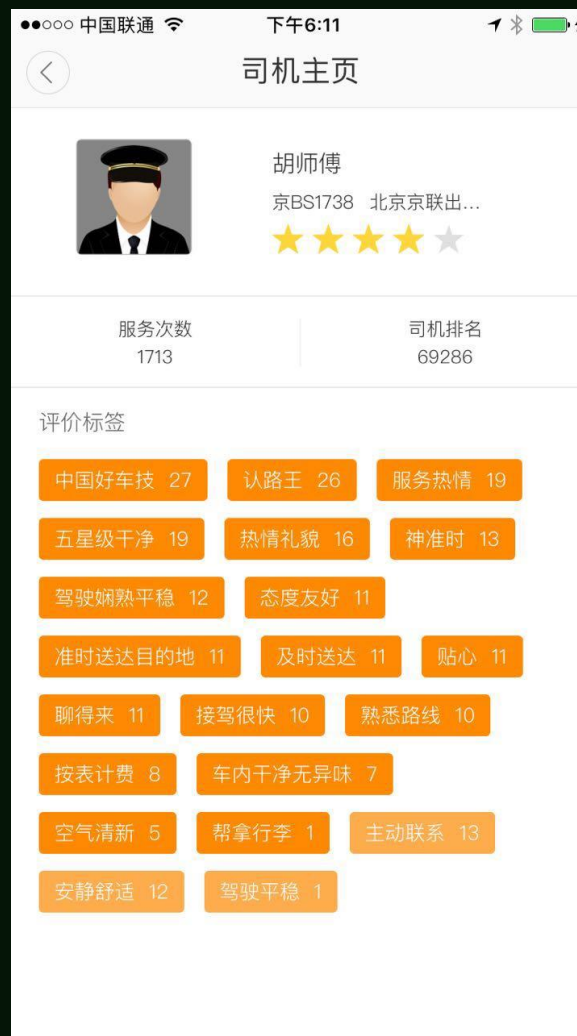 中国联通 下午6:11
司机主页
胡师傅
京BS1738 北京京联出...
服务次数 司机排名
1713 69286
评价标签
中国好车技 27 认路王 26 服务热情 19
五星级干净 19 热情礼貌 16 神准时 13
驾驶娴熟平稳 12 态度友好 11
准时送达目的地 11 及时送达 11 贴心 11
聊得来 11 接驾很快 10 熟悉路线 10
按表计费 8 车内干净无异味 7
空气清新 5 帮拿行李 1 主动联系 13
安静舒适 12 驾驶平稳 1